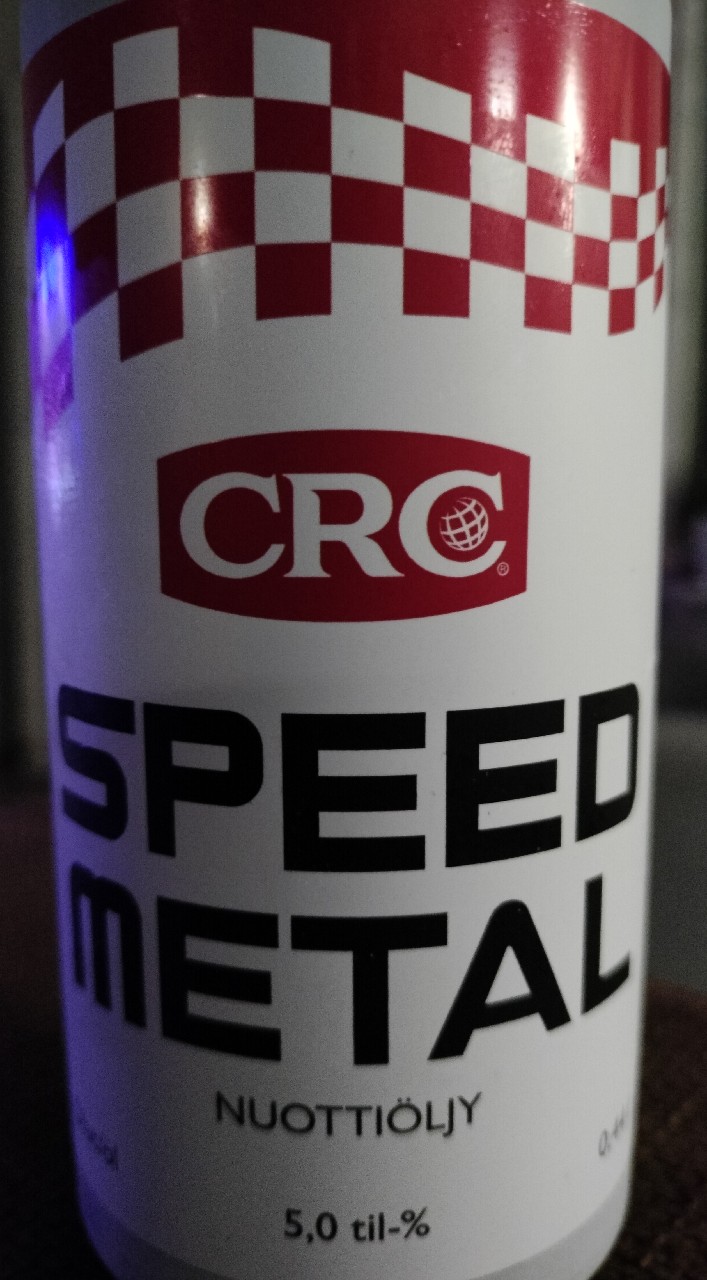 CRC®
SPEED
METAL
NUOTTIÖLJY
5,0 til-%